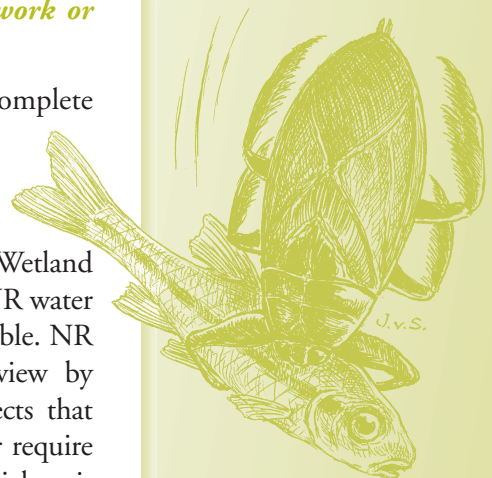 work or
omplete
Wetland
R water
ble. NR
view by
ects that
require
J.v.S.